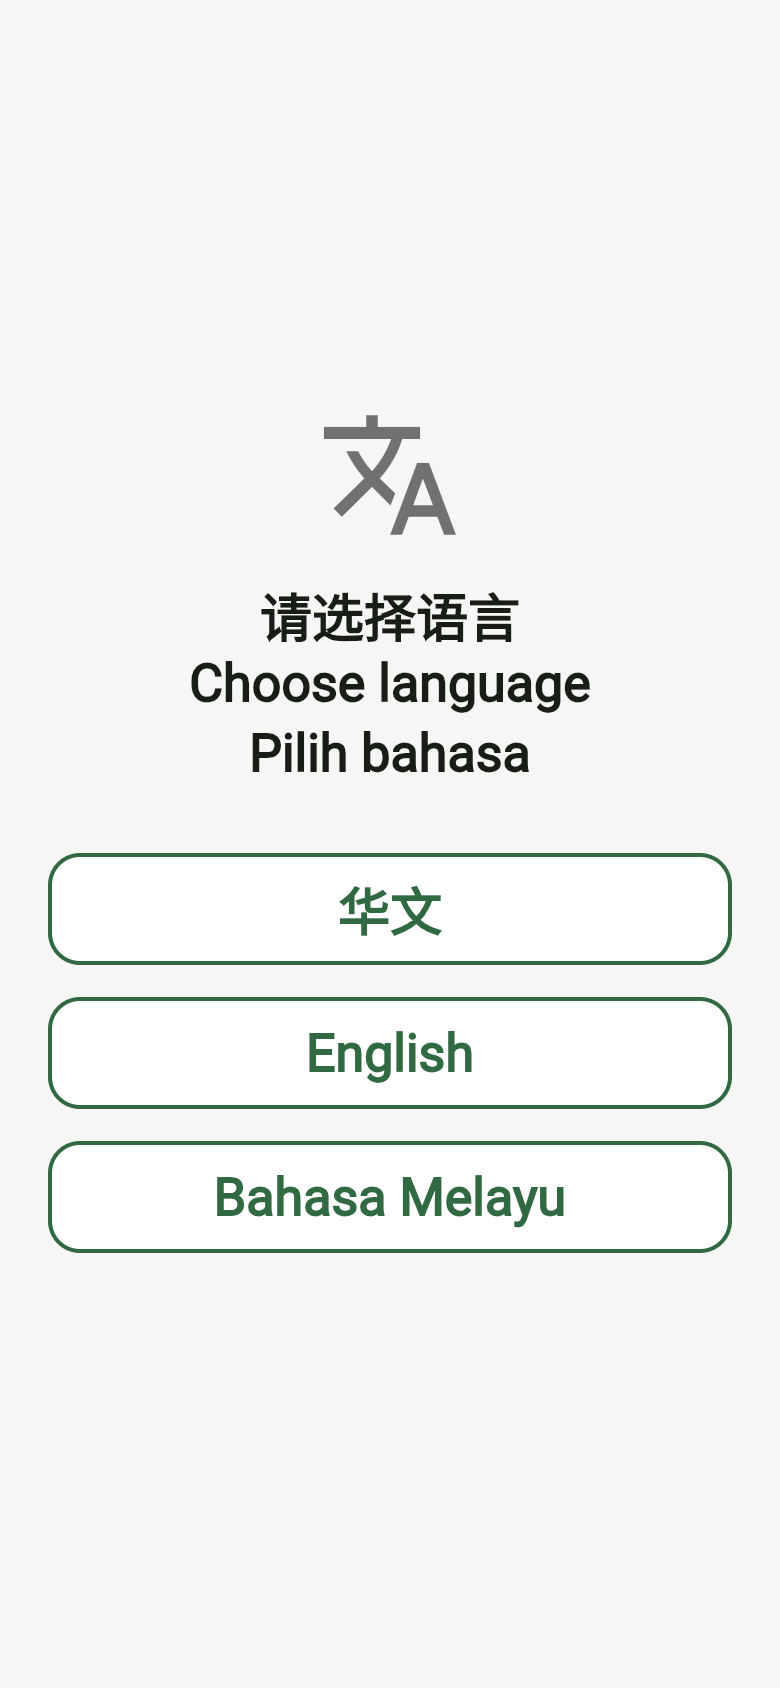 请选择语言
Choose language
Pilih bahasa
华文
English
Bahasa Melayu